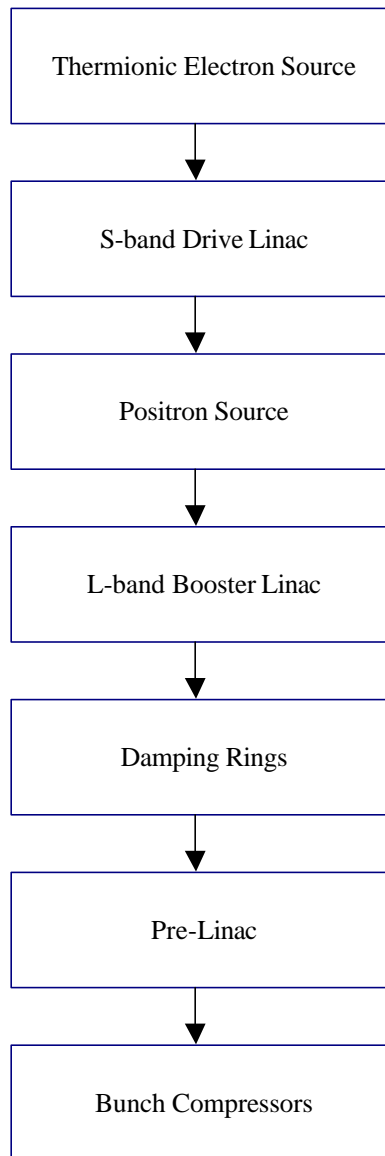 Thermionic Electron Source
S-band Drive Linac
Positron Source
L-band Booster Linac
Damping Rings
Pre-Linac
Bunch Compressors